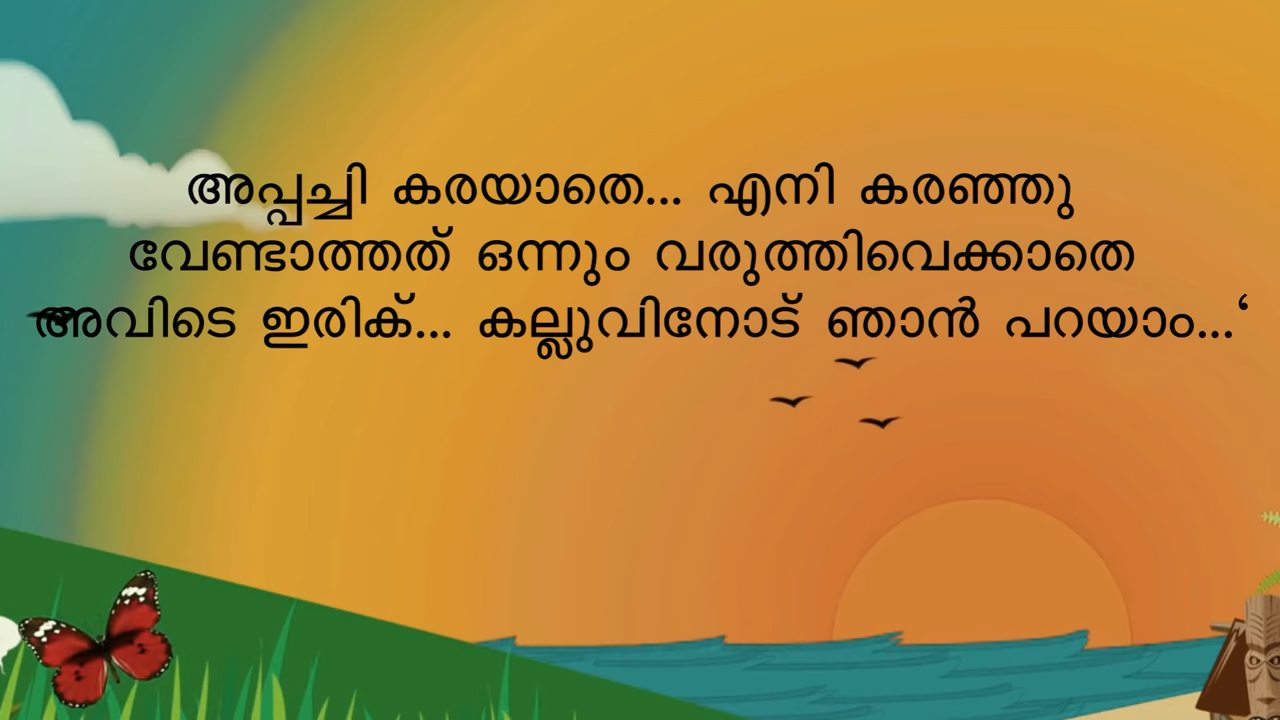 അപ്പച്ചി കരയാതെ... എനി കരഞ്ഞു
വേണ്ടാത്തത് ഒന്നും വരുത്തിവെക്കാതെ
അവിടെ ഇരിക്... കല്ലുവിനോട് ഞാൻ പറയാം...‘